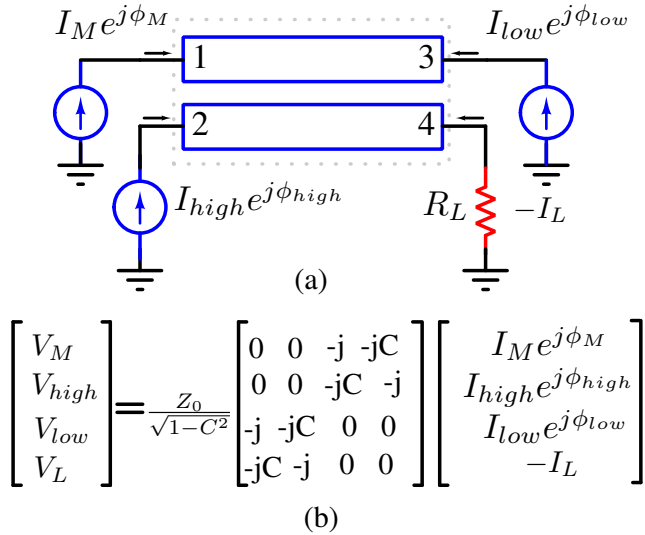 I_M e^{jϕ_M} I_{low} e^{jϕ_{low}}
1 3
2 4
I_{high} e^{jϕ_{high}} R_L -I_L
(a)
V_M 0 0 -j -jC I_M e^{jϕ_M}
V_{high} 0 0 -jC -j I_{high} e^{jϕ_{high}}
V_{low} = Z_0/√(1-C^2) -j -jC 0 0 I_{low} e^{jϕ_{low}}
V_L -jC -j 0 0 -I_L
(b)